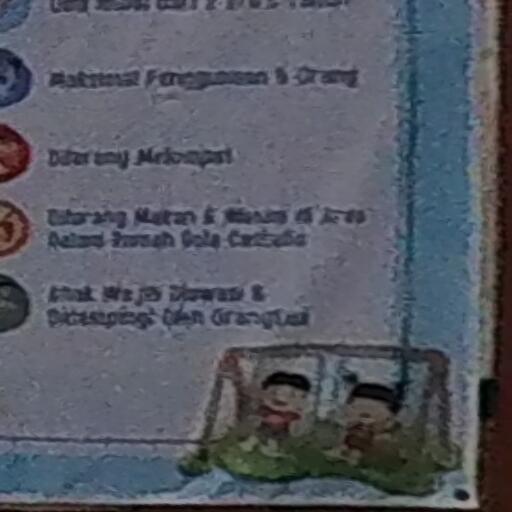 Maksimal Penggunaan 5 Orang
Dilarang Melompat
Dilarang Makan & Minum di Area
Dalam Rumah Bola
Anak Wajib Diawasi &
Didampingi Oleh OrangTua